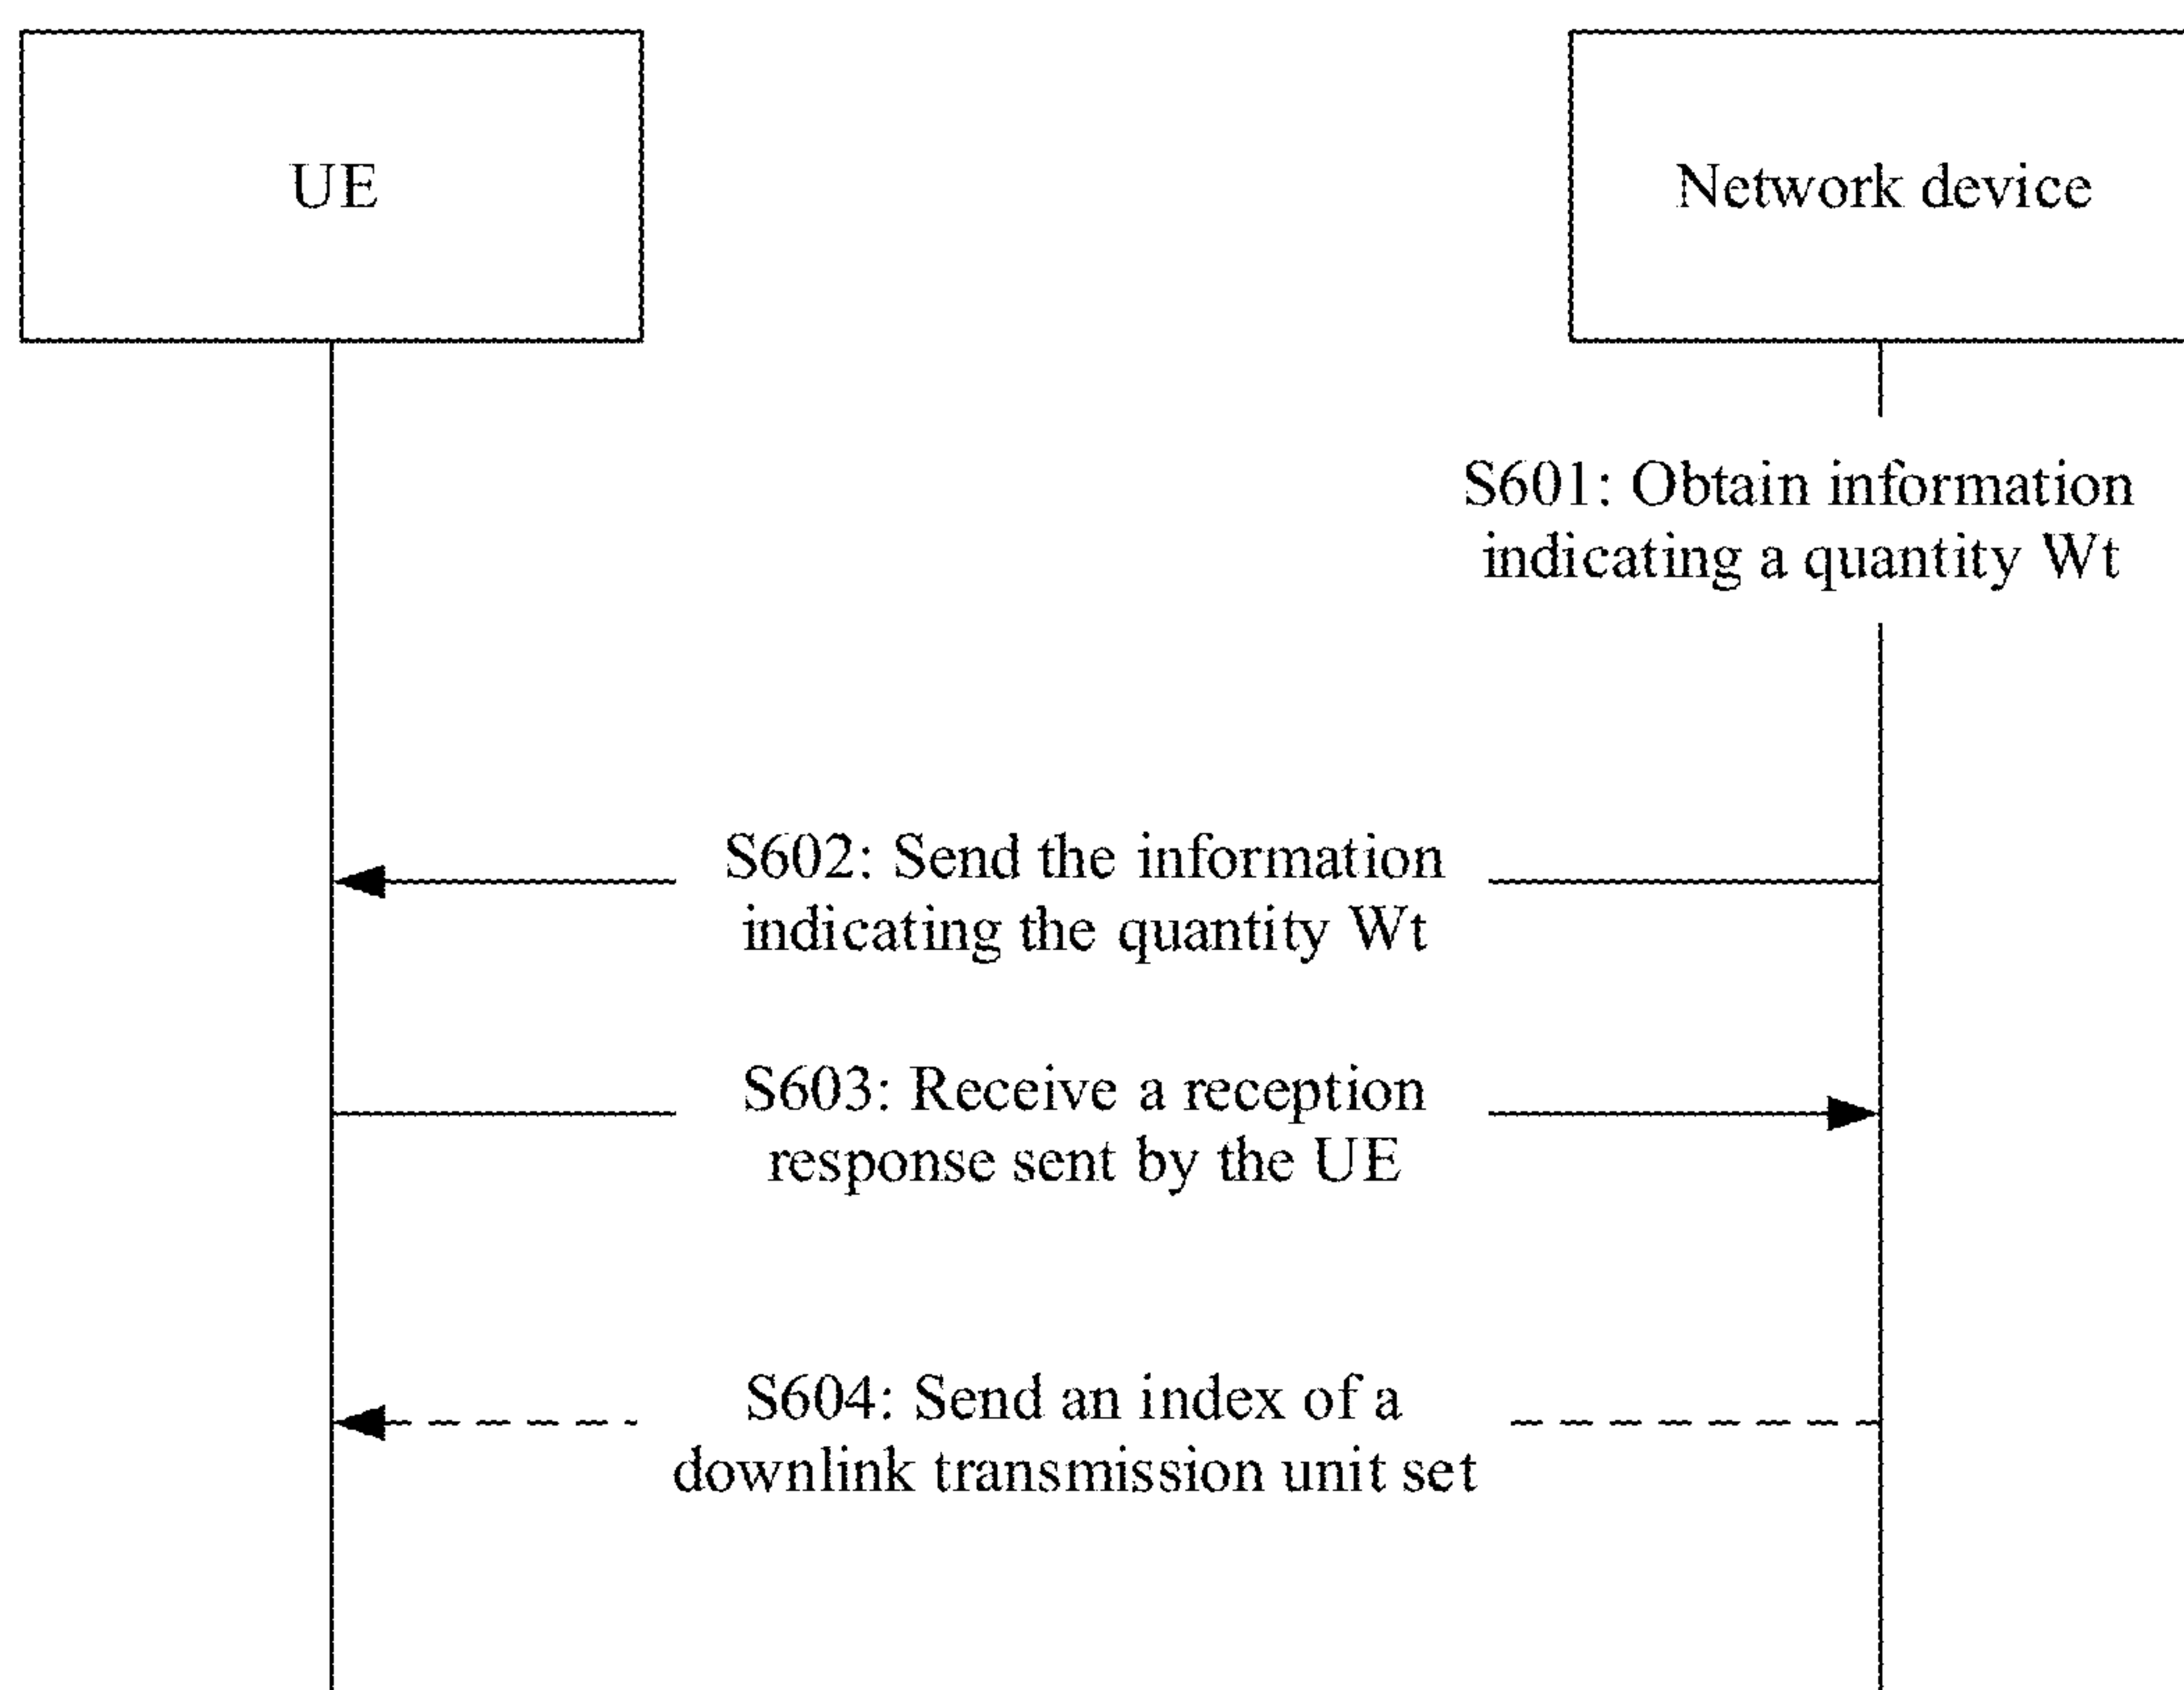 UE
Network device
S601: Obtain information
indicating a quantity Wt
S602: Send the information
indicating the quantity Wt
S603: Receive a reception
response sent by the UE
S604: Send an index of a
downlink transmission unit set